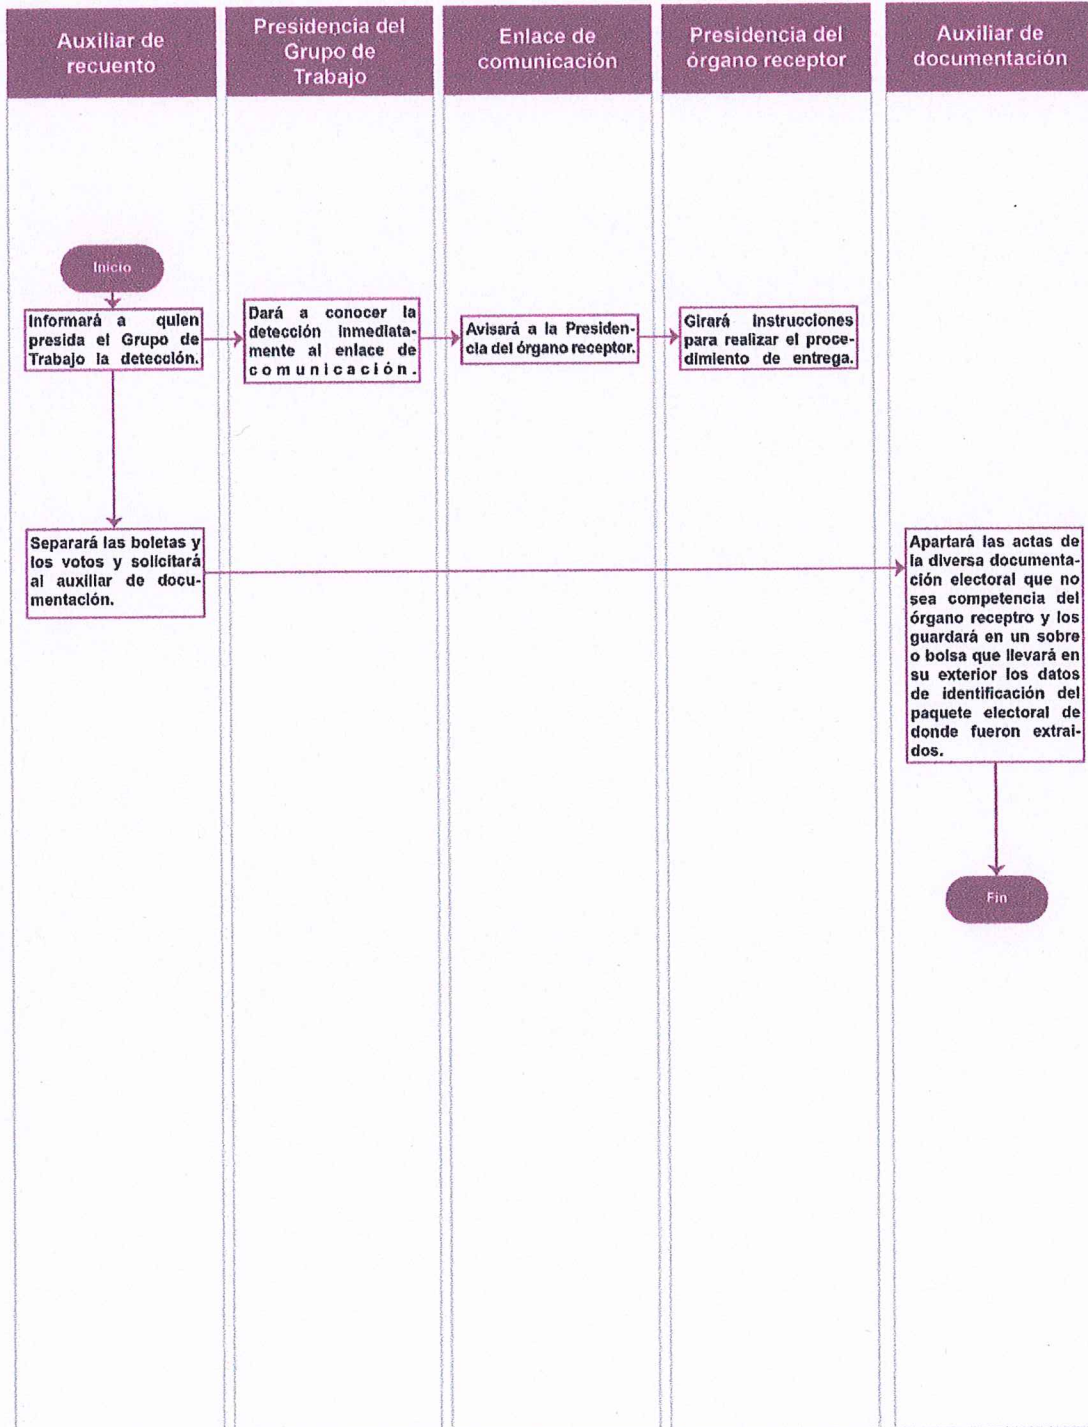 Auxiliar de
recuento
Presidencia del
Grupo de
Trabajo
Enlace de
comunicación
Presidencia del
órgano receptor
Auxiliar de
documentación
Inicio
Informará a quien
presida el Grupo de
Trabajo la detección.
Dará a conocer la
detección inmediata-
mente al enlace de
comunicación.
Avisará a la Presiden-
cia del órgano receptor.
Girará instrucciones
para realizar el proce-
dimiento de entrega.
Separará las boletas y
los votos y solicitará
al auxiliar de docu-
mentación.
Apartará las actas de
la diversa documenta-
ción electoral que no
sea competencia del
órgano receptro y los
guardará en un sobre
o bolsa que llevará en
su exterior los datos
de identificación del
paquete electoral de
donde fueron extrai-
dos.
Fin